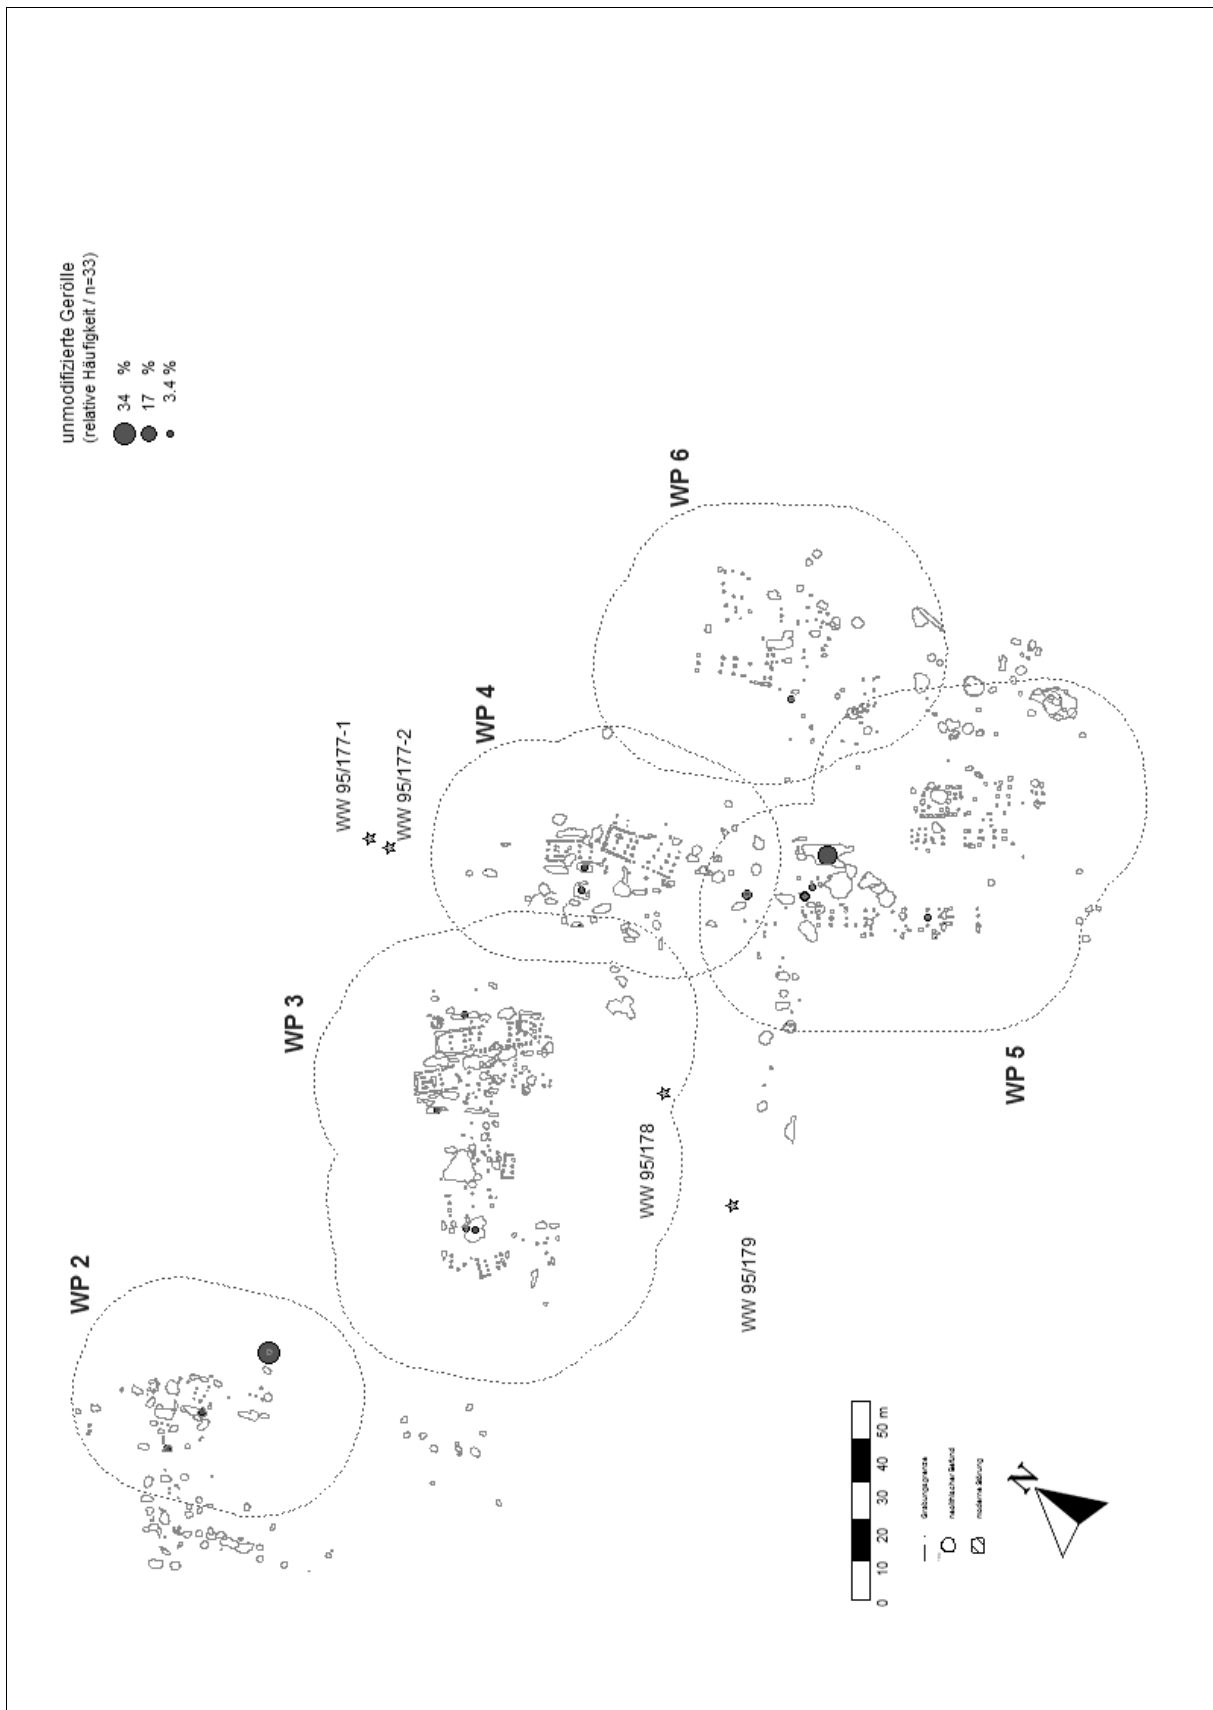 unmodifizierte Gerölle
(relative Häufigkeit / n=33)
34 %
17 %
3.4 %
WP 6
WP 4
WW 95/177-1
WW 95/177-2
WP 3
WP 5
WW 95/178
WW 95/179
WP 2
0 10 20 30 40 50 m
Grabungsgrenze
neolithischer Befund
moderne Störung
N